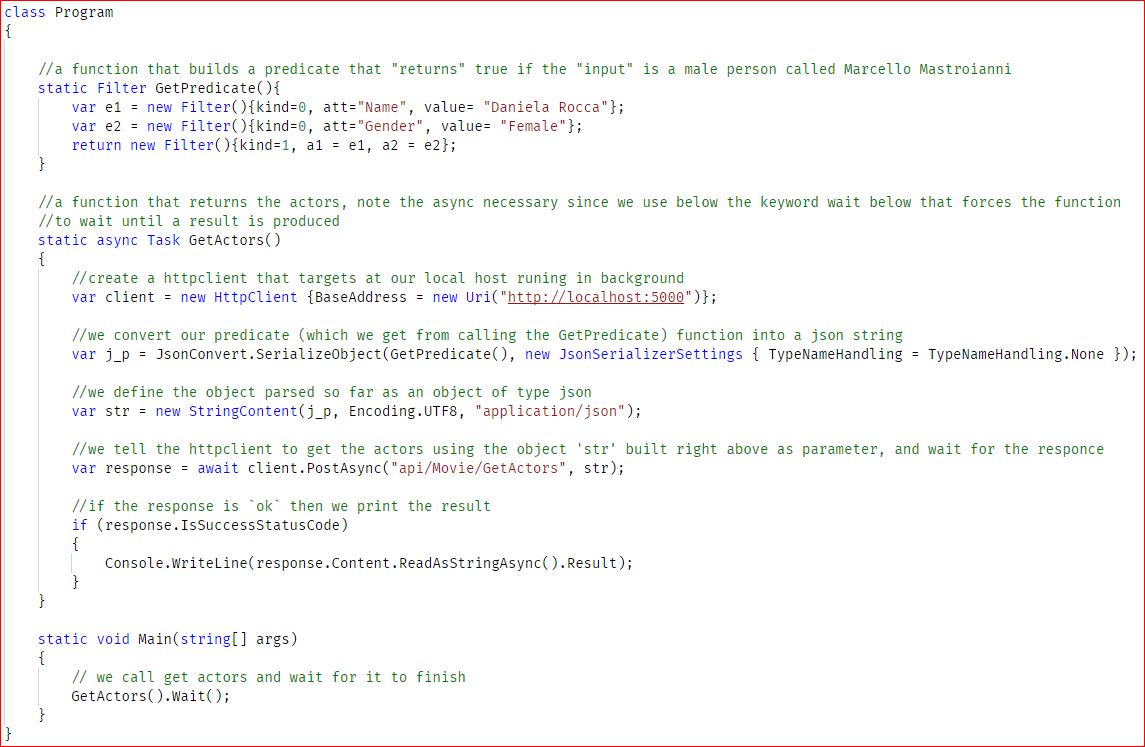 class Program
{
//a function that builds a predicate that "returns" true if the "input" is a male person called Marcello Mastroianni
static Filter GetPredicate(){
var e1 = new Filter(){kind=0, att="Name", value= "Daniela Rocca"};
var e2 = new Filter(){kind=0, att="Gender", value= "Female"};
return new Filter(){kind=1, a1 = e1, a2 = e2};
}
//a function that returns the actors, note the async necessary since we use below the keyword wait below that forces the function
//to wait until a result is produced
static async Task GetActors()
{
//create a httpclient that targets at our local host runing in background
var client = new HttpClient {BaseAddress = new Uri("http://localhost:5000")};
//we convert our predicate (which we get from calling the GetPredicate) function into a json string
var j_p = JsonConvert.SerializeObject(GetPredicate(), new JsonSerializerSettings { TypeNameHandling = TypeNameHandling.None });
//we define the object parsed so far as an object of type json
var str = new StringContent(j_p, Encoding.UTF8, "application/json");
//we tell the httpclient to get the actors using the object 'str' built right above as parameter, and wait for the responce
var response = await client.PostAsync("api/Movie/GetActors", str);
//if the response is `ok` then we print the result
if (response.IsSuccessStatusCode)
{
Console.WriteLine(response.Content.ReadAsStringAsync().Result);
}
}
static void Main(string[] args)
{
// we call get actors and wait for it to finish
GetActors().Wait();
}
}